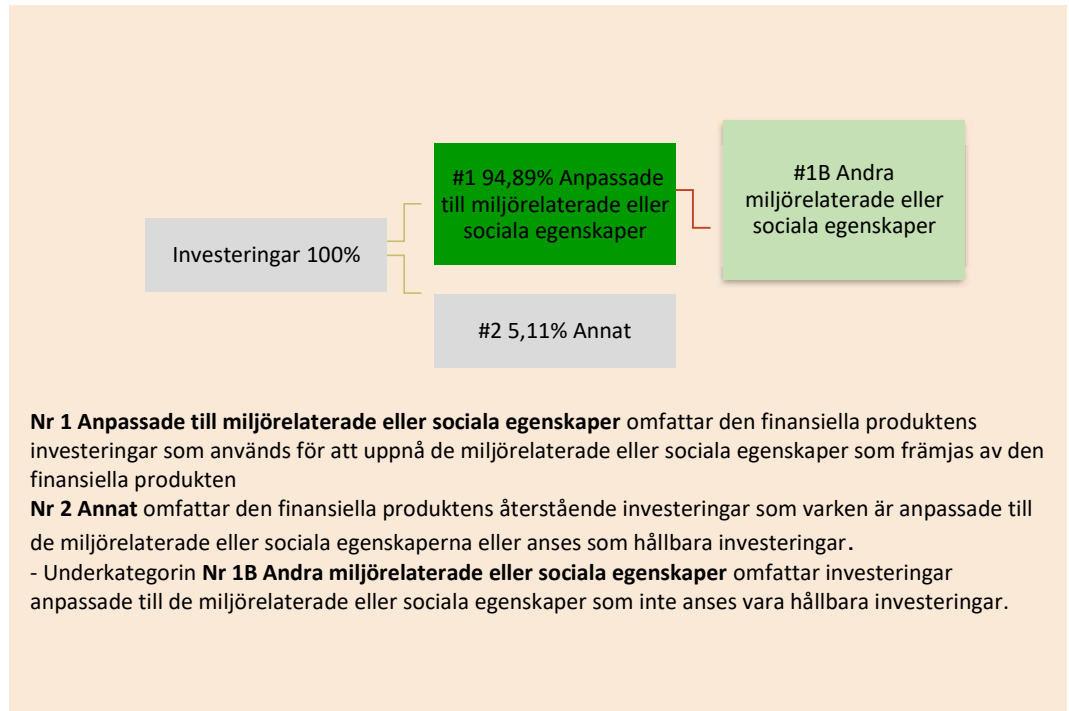 Investeringar 100%
#1 94,89% Anpassade
till miljörelaterade eller
sociala egenskaper
#1B Andra
miljörelaterade eller
sociala egenskaper
#2 5,11% Annat
Nr 1 Anpassade till miljörelaterade eller sociala egenskaper omfattar den finansiella produktens
investeringar som används för att uppnå de miljörelaterade eller sociala egenskaper som främjas av den
finansiella produkten
Nr 2 Annat omfattar den finansiella produktens återstående investeringar som varken är anpassade till
de miljörelaterade eller sociala egenskaperna eller anses som hållbara investeringar.
- Underkategorin Nr 1B Andra miljörelaterade eller sociala egenskaper omfattar investeringar
anpassade till de miljörelaterade eller sociala egenskaper som inte anses vara hållbara investeringar.